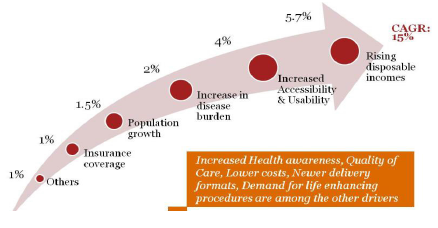 5.7%
CAGR:
15%
4%
Rising
disposable
incomes
2%
Increased
Accessibility
& Usability
1.5%
Increase in
disease
burden
1%
Population
growth
Insurance
coverage
1%
Others
Increased Health awareness, Quality of
Care, Lower costs, Newer delivery
formats, Demand for life enhancing
procedures are among the other drivers